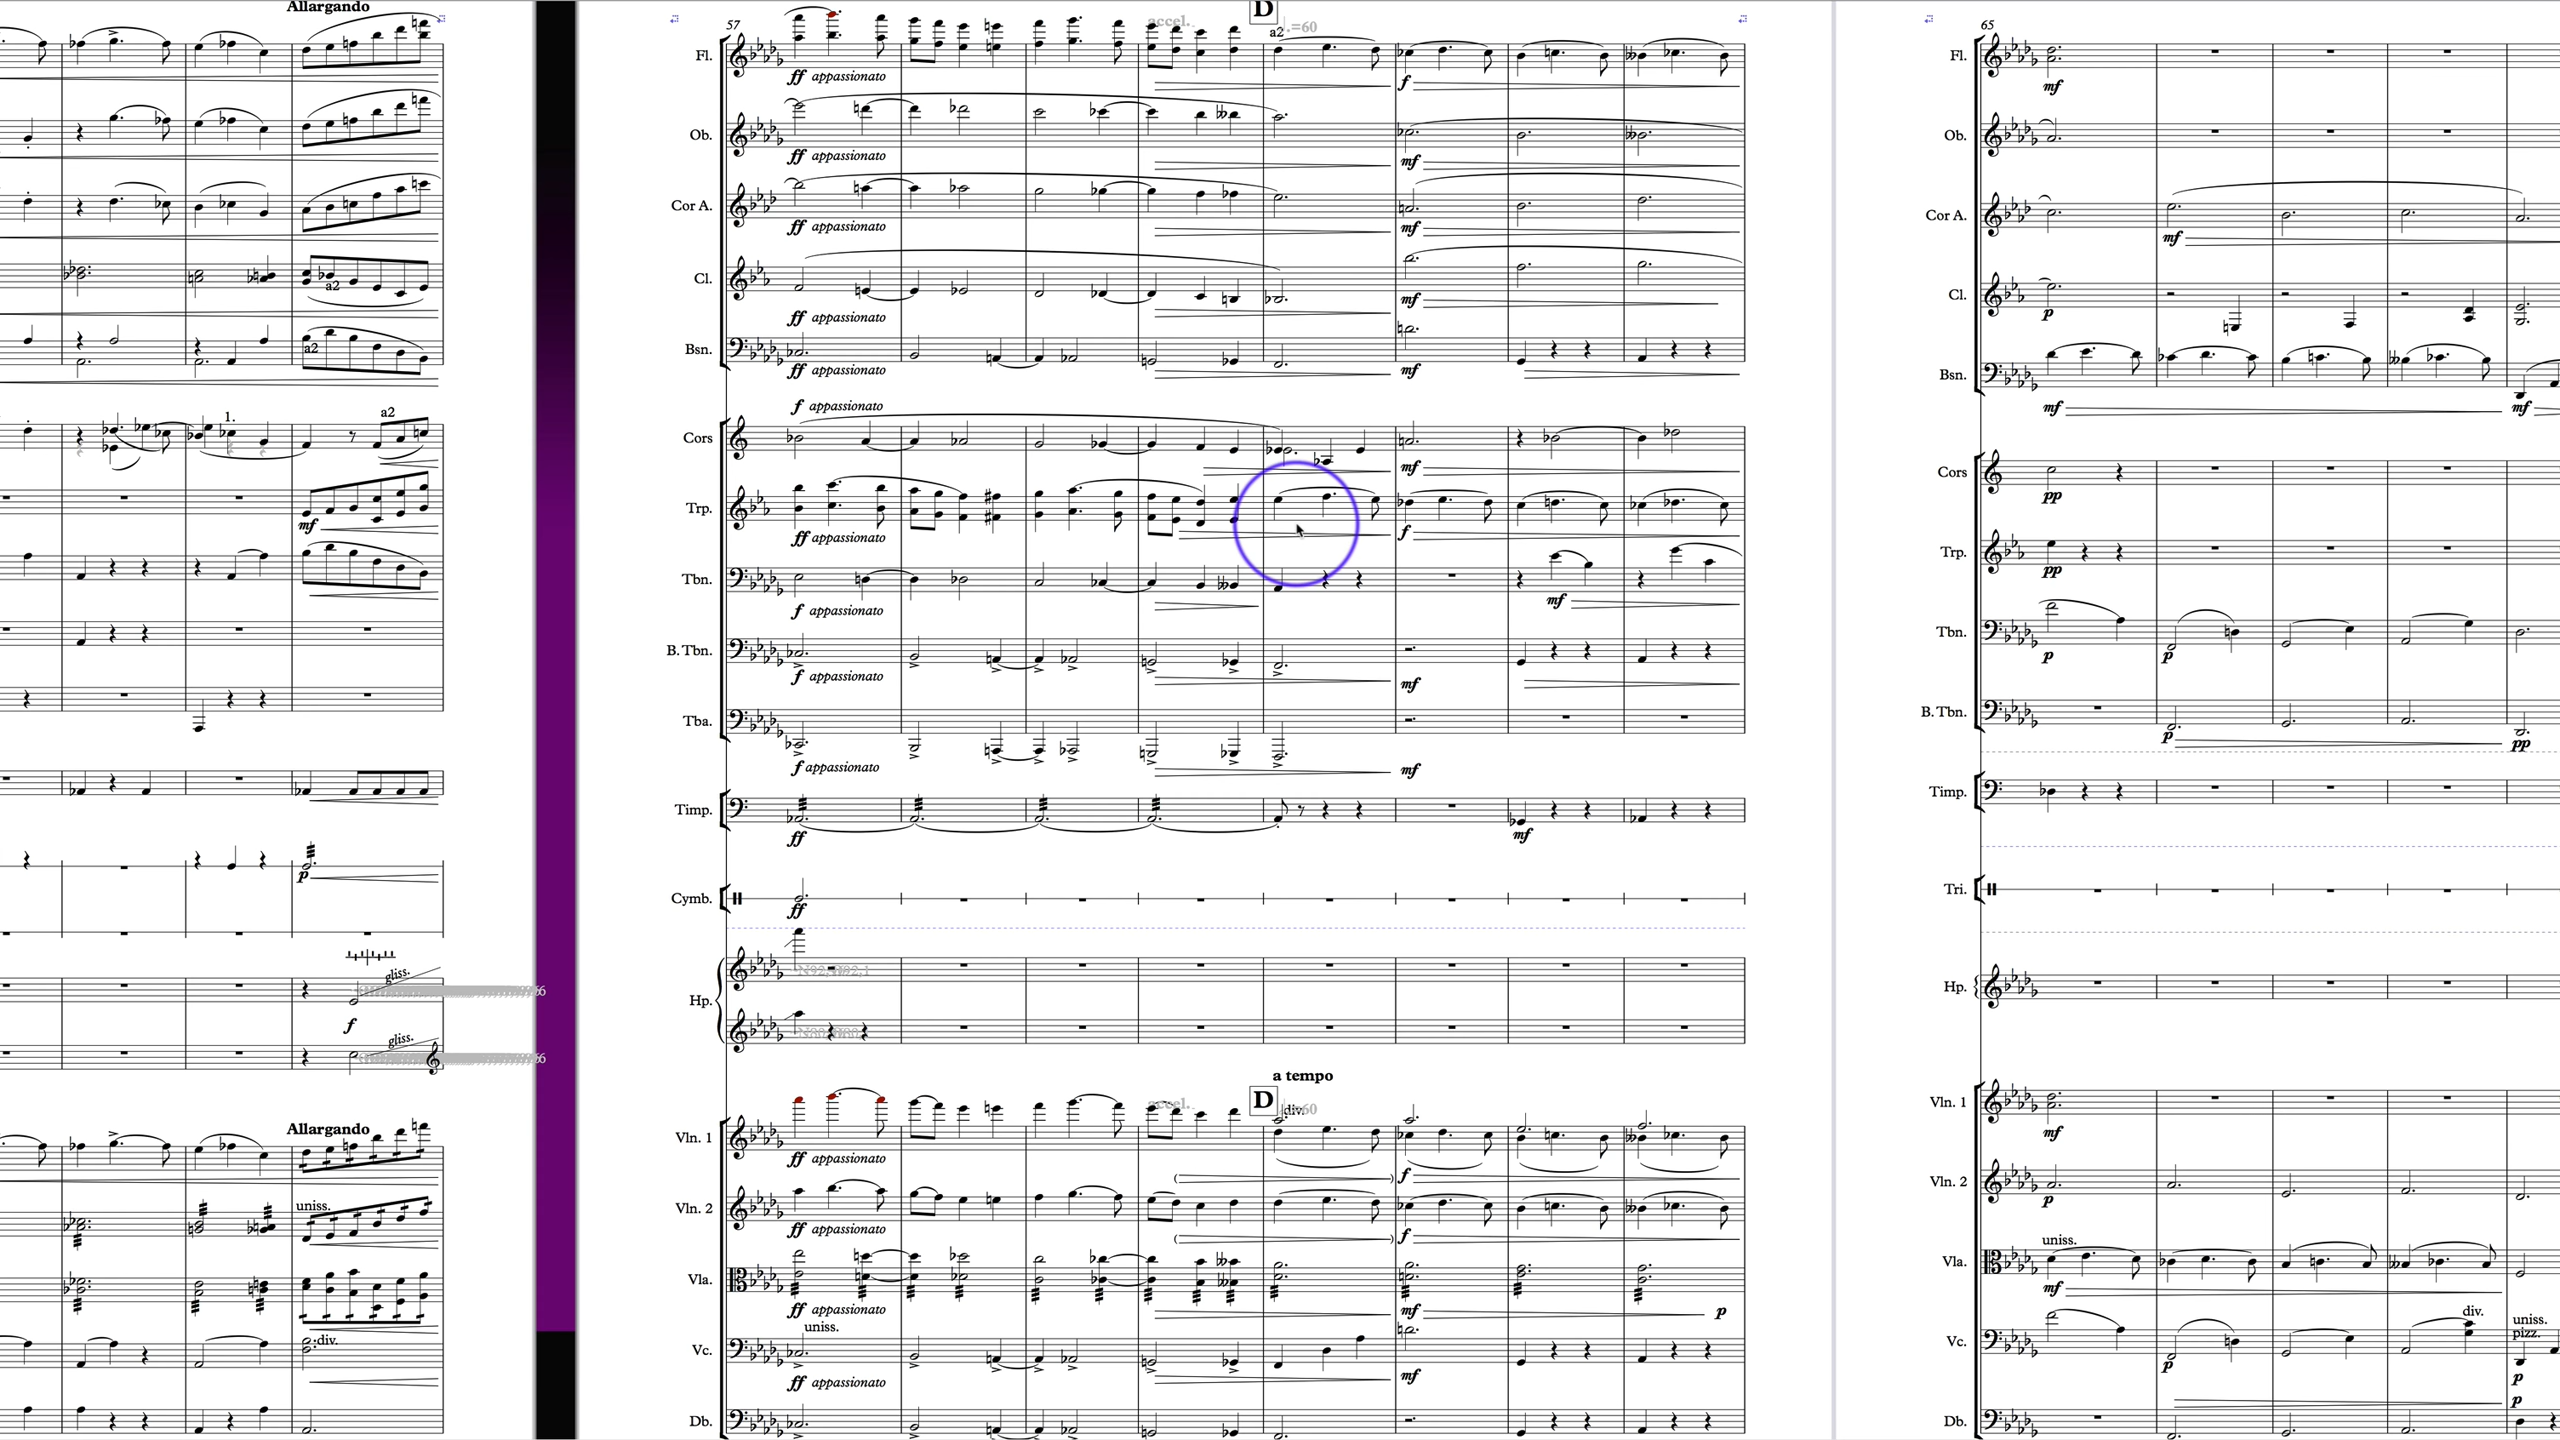 Allargando
a2
a2
1.
a2
mf
p
gliss.
f
gliss.
Allargando
uniss.
div.
57
accel.
D
a2
=60
Fl.
ff appassionato
f
Ob.
ff appassionato
mf
Cor A.
ff appassionato
mf
Cl.
ff appassionato
mf
Bsn.
ff appassionato
mf
f appassionato
Cors
mf
Trp.
ff appassionato
f
Tbn.
f appassionato
mf
B. Tbn.
f appassionato
mf
Tba.
f appassionato
mf
Timp.
ff
mf
Cymb.
ff
Hp.
a tempo
accel.
D
div.
=60
Vln. 1
ff appassionato
f
Vln. 2
ff appassionato
f
Vla.
ff appassionato
mf
p
uniss.
Vc.
ff appassionato
mf
Db.
65
Fl.
mf
Ob.
Cor A.
mf
Cl.
p
Bsn.
mf
mf
Cors
pp
Trp.
pp
Tbn.
p
p
B. Tbn.
p
pp
Timp.
Tri.
Hp.
Vln. 1
mf
Vln. 2
p
uniss.
Vla.
mf
div.
uniss.
pizz.
Vc.
p
p
p
Db.